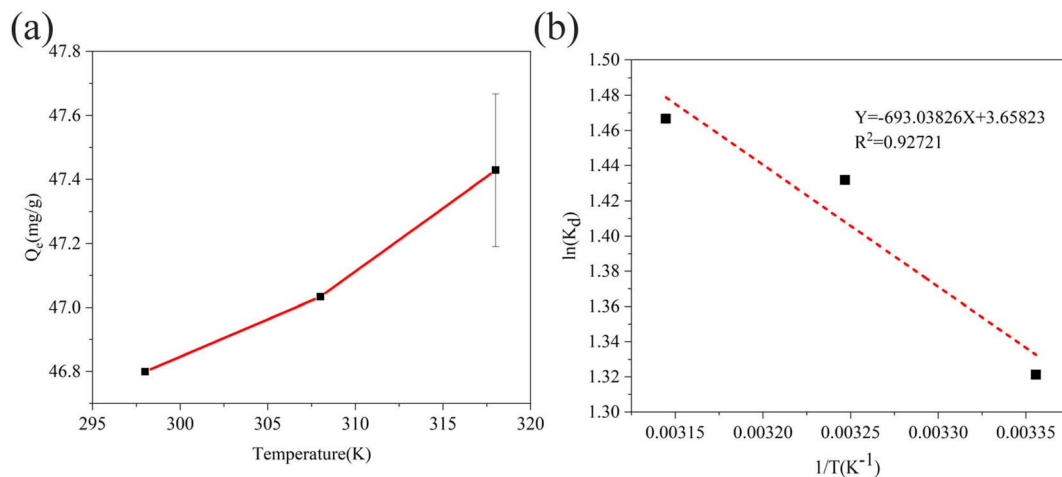 (a)
47.8
47.6
47.4
47.2
47.0
46.8
Qe(mg/g)
295 300 305 310 315 320
Temperature(K)
(b)
1.50
1.48
1.46
1.44
1.42
1.40
1.38
1.36
1.34
1.32
1.30
ln(Kd)
Y=-693.03826X+3.65823
R²=0.92721
0.00315 0.00320 0.00325 0.00330 0.00335
1/T(K⁻¹)